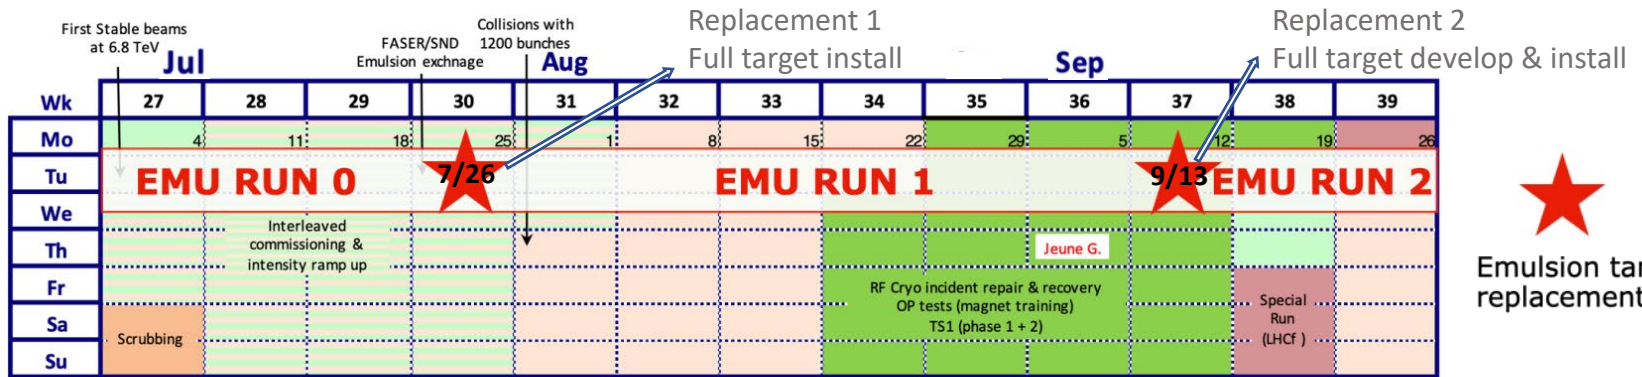 Replacement 1
Full target install
Replacement 2
Full target develop & install
First Stable beams
at 6.8 TeV
FASER/SND
Emulsion exchnage
Collisions with
1200 bunches
Jul
Aug
Sep
Wk 27 28 29 30 31 32 33 34 35 36 37 38 39
Mo 4 11 18 25 1 8 15 22 29 5 12 19 26
Tu
EMU RUN 0
7/26
EMU RUN 1
9/13
EMU RUN 2
We
Th
Fr
Sa
Su
Interleaved
commissioning &
intensity ramp up
Scrubbing
Jeune G.
RF Cryo incident repair & recovery
OP tests (magnet training)
TS1 (phase 1 + 2)
Special
Run
(LHCf )
Emulsion tar
replacement